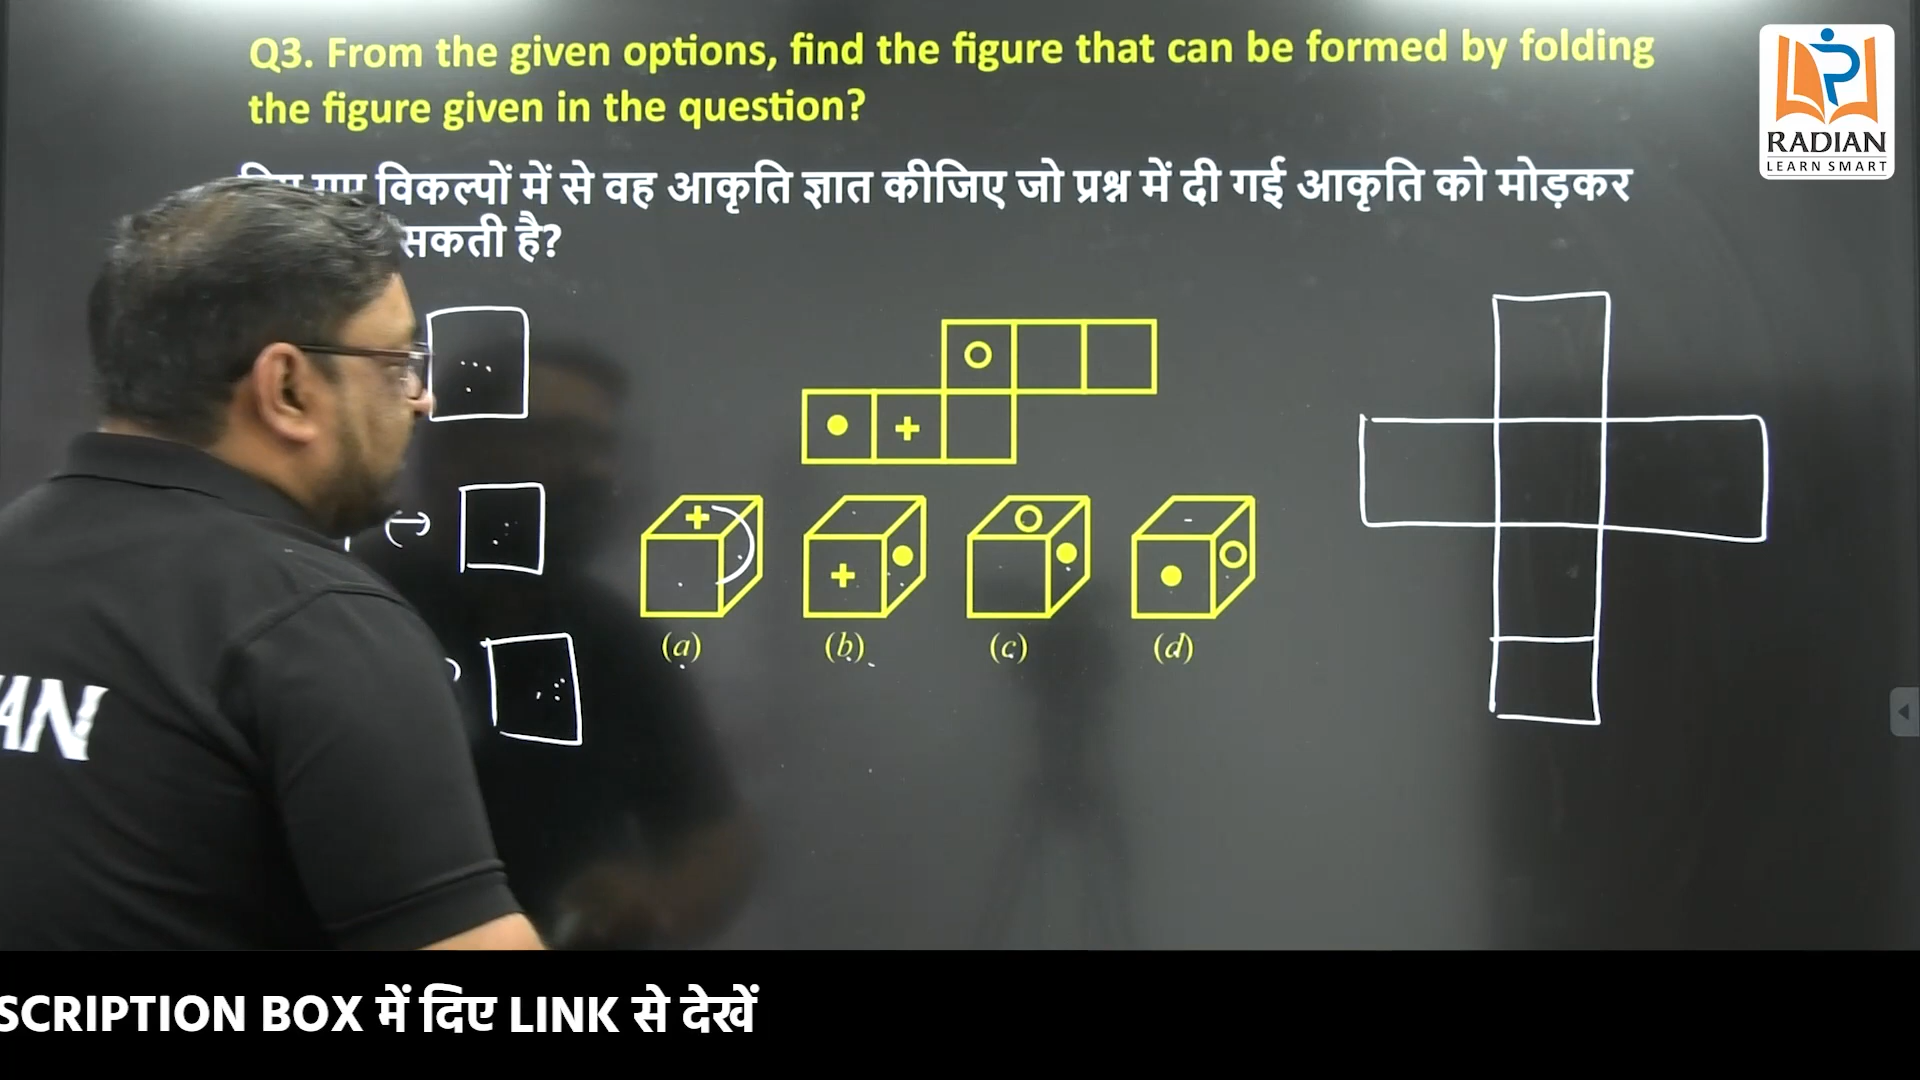 Q3. From the given options, find the figure that can be formed by folding
the figure given in the question?
विकल्पों में से वह आकृति ज्ञात कीजिए जो प्रश्न में दी गई आकृति को मोड़कर
सकती है?
RADIAN
LEARN SMART
(a) (b) (c) (d)
AN
SCRIPTION BOX में दिए LINK से देखें